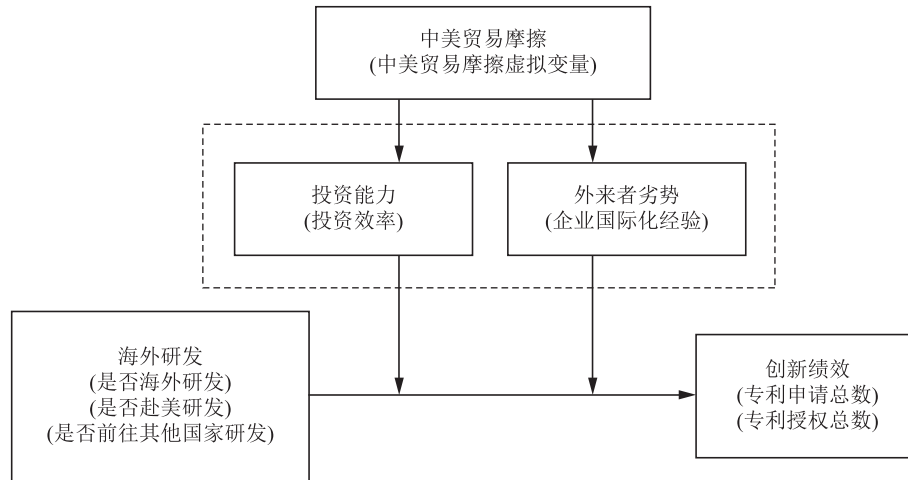 中美贸易摩擦
(中美贸易摩擦虚拟变量)
投资能力
(投资效率)
外来者劣势
(企业国际化经验)
海外研发
(是否海外研发)
(是否赴美研发)
(是否前往其他国家研发)
创新绩效
(专利申请总数)
(专利授权总数)